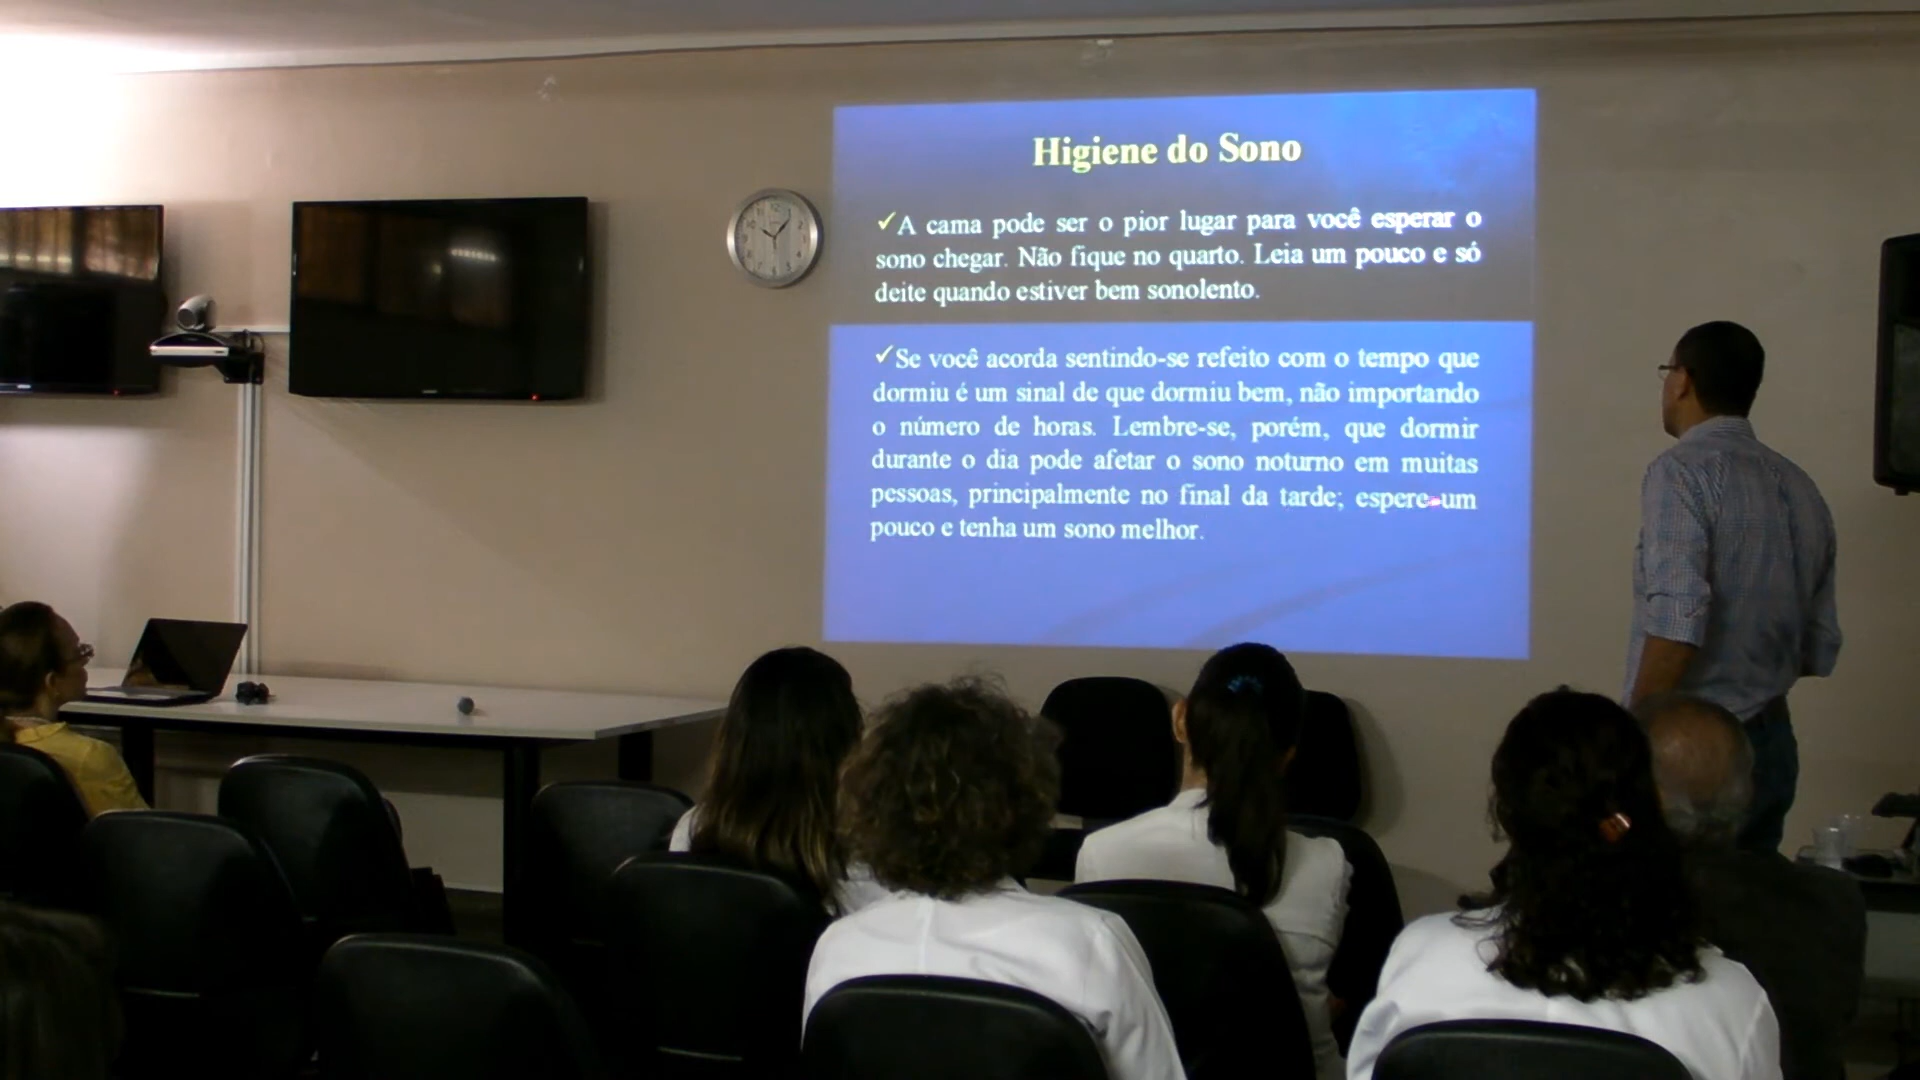 Higiene do Sono
✓A cama pode ser o pior lugar para você esperar o
sono chegar. Não fique no quarto. Leia um pouco e só
deite quando estiver bem sonolento.
✓Se você acorda sentindo-se refeito com o tempo que
dormiu é um sinal de que dormiu bem, não importando
o número de horas. Lembre-se, porém, que dormir
durante o dia pode afetar o sono noturno em muitas
pessoas, principalmente no final da tarde; espere um
pouco e tenha um sono melhor.